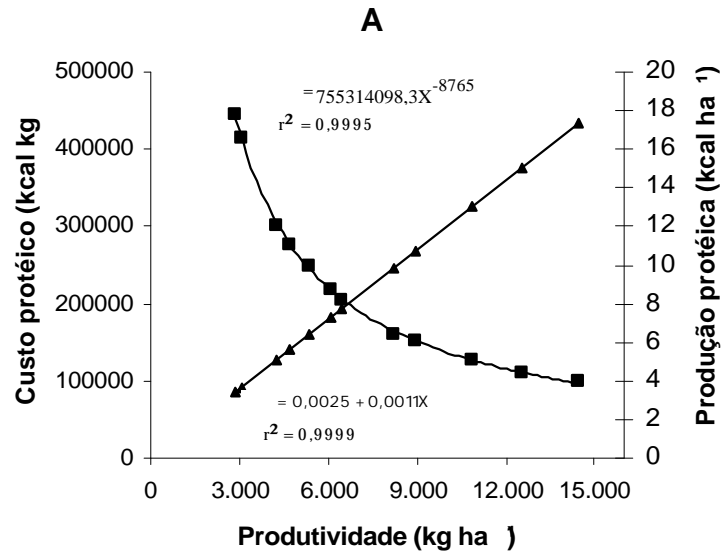 A
Custo protéico (kcal kg
500000
400000
300000
200000
100000
0
= 755314098,3X^-8765
r² = 0,9995
= 0,0025 + 0,0011X
r² = 0,9999
20
18
16
14
12
10
8
6
4
2
0
Produção protéica (kcal ha ¹)
0 3.000 6.000 9.000 12.000 15.000
Produtividade (kg ha )